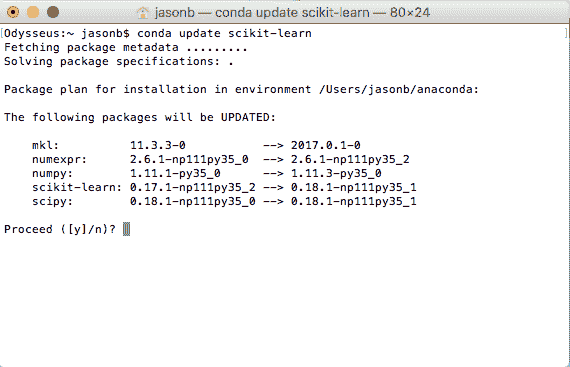 jasonb — conda update scikit-learn — 80×24
[Odysseus:~ jasonb$ conda update scikit-learn ]
Fetching package metadata .........
Solving package specifications: .
Package plan for installation in environment /Users/jasonb/anaconda:
The following packages will be UPDATED:
mkl: 11.3.3-0 --> 2017.0.1-0
numexpr: 2.6.1-np111py35_0 --> 2.6.1-np111py35_2
numpy: 1.11.1-py35_0 --> 1.11.3-py35_0
scikit-learn: 0.17.1-np111py35_2 --> 0.18.1-np111py35_1
scipy: 0.18.1-np111py35_0 --> 0.18.1-np111py35_1
Proceed ([y]/n)?